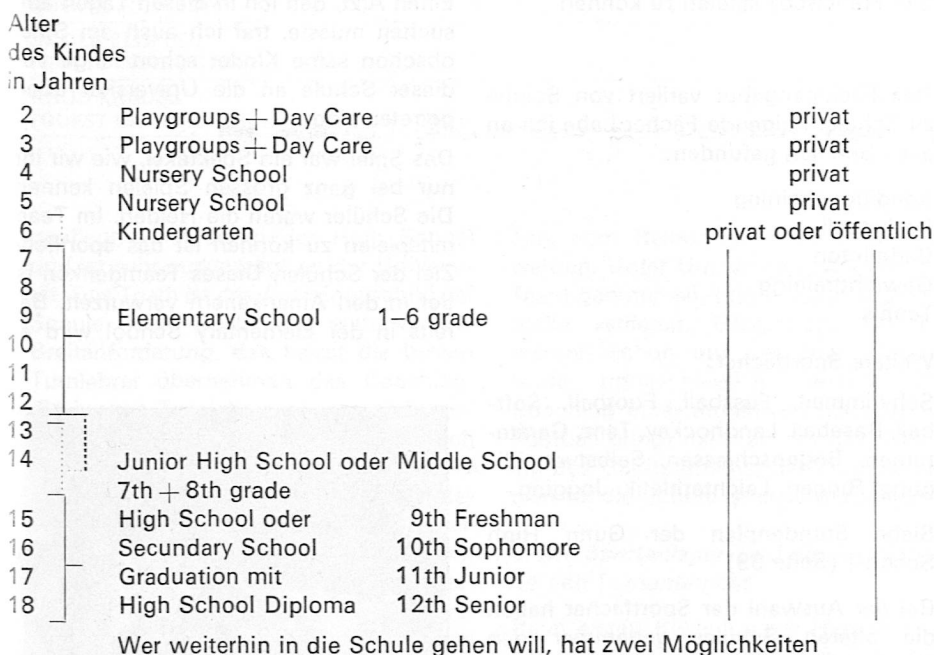 Alter
des Kindes
in Jahren
2 Playgroups + Day Care privat
3 Playgroups + Day Care privat
4 Nursery School privat
5 Nursery School privat
6 Kindergarten privat oder öffentlich
7
8
9 Elementary School 1–6 grade
10
11
12
13
14 Junior High School oder Middle School
7th + 8th grade
15 High School oder 9th Freshman
16 Secundary School 10th Sophomore
17 Graduation mit 11th Junior
18 High School Diploma 12th Senior
Wer weiterhin in die Schule gehen will, hat zwei Möglichkeiten